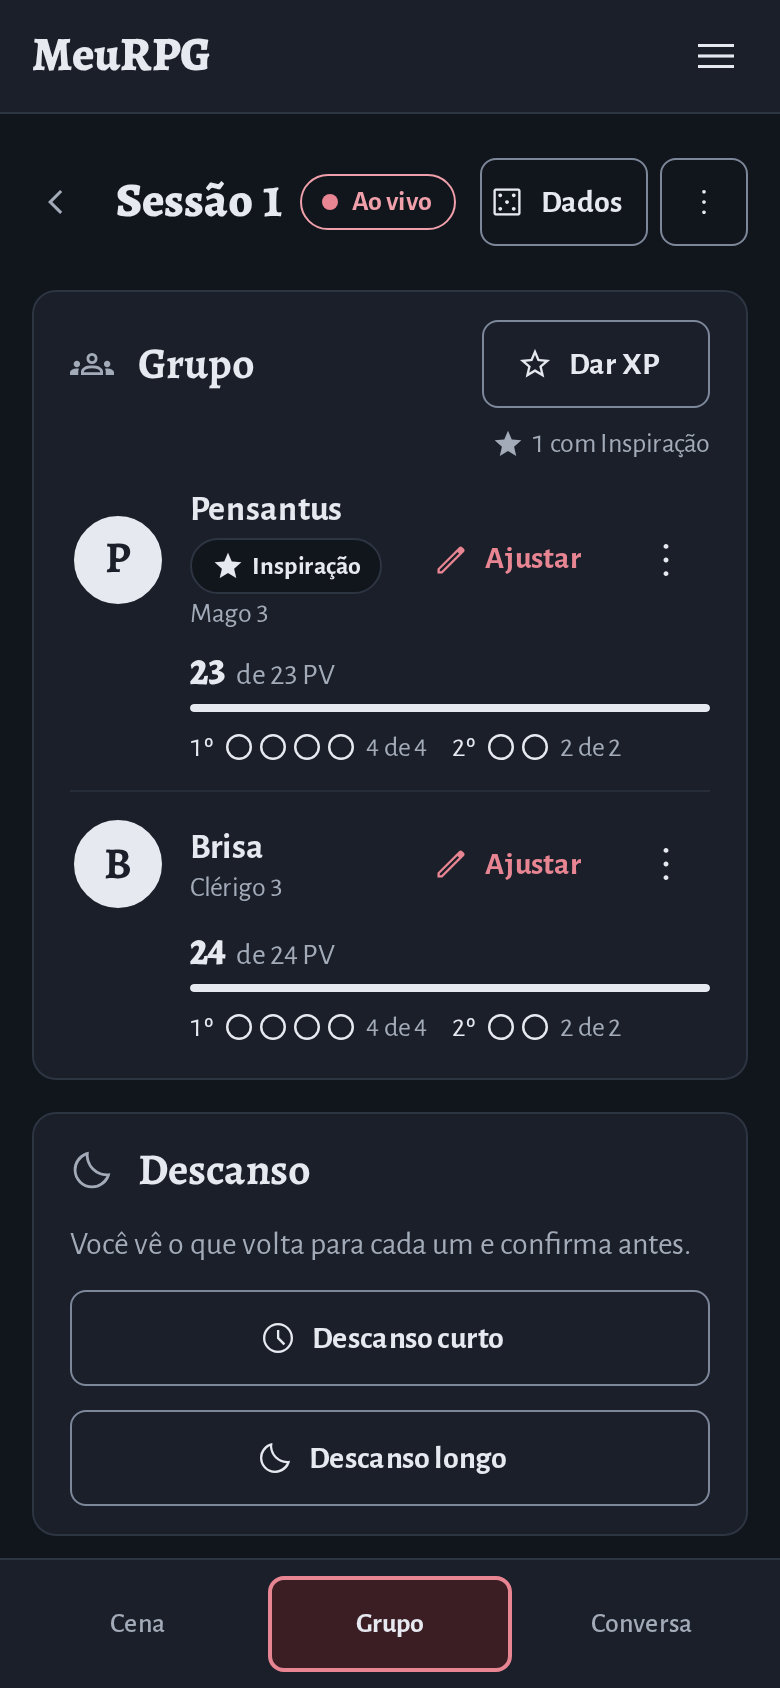 MeuRPG
Sessão 1
Ao vivo
Dados
Grupo
Dar XP
1 com Inspiração
P
Pensantus
Inspiração
Mago 3
Ajustar
23 de 23 PV
1º 4 de 4 2º 2 de 2
B
Brisa
Clérigo 3
Ajustar
24 de 24 PV
1º 4 de 4 2º 2 de 2
Descanso
Você vê o que volta para cada um e confirma antes.
Descanso curto
Descanso longo
Cena
Grupo
Conversa